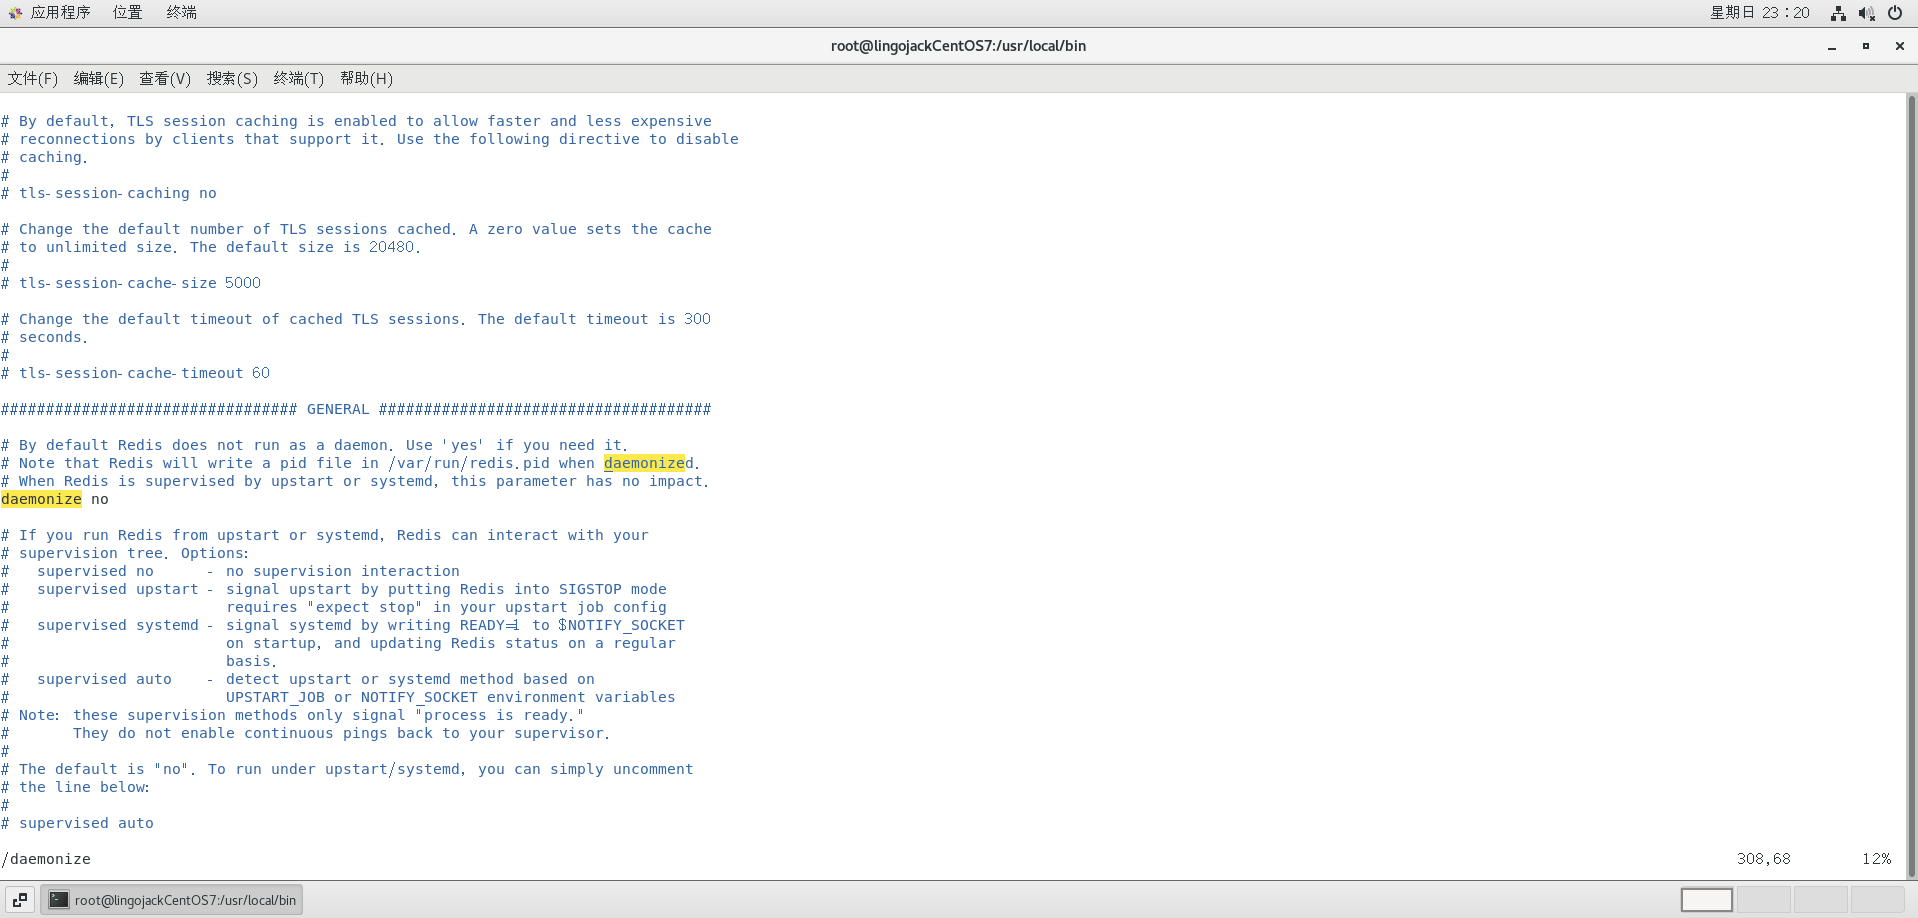 应用程序 位置 终端 星期日 23:20
root@lingojackCentOS7:/usr/local/bin
文件(F) 编辑(E) 查看(V) 搜索(S) 终端(T) 帮助(H)
# By default, TLS session caching is enabled to allow faster and less expensive
# reconnections by clients that support it. Use the following directive to disable
# caching.
#
# tls-session-caching no
# Change the default number of TLS sessions cached. A zero value sets the cache
# to unlimited size. The default size is 20480.
#
# tls-session-cache-size 5000
# Change the default timeout of cached TLS sessions. The default timeout is 300
# seconds.
#
# tls-session-cache-timeout 60
################################# GENERAL #####################################
# By default Redis does not run as a daemon. Use 'yes' if you need it.
# Note that Redis will write a pid file in /var/run/redis.pid when daemonized.
# When Redis is supervised by upstart or systemd, this parameter has no impact.
daemonize no
# If you run Redis from upstart or systemd, Redis can interact with your
# supervision tree. Options:
#   supervised no      - no supervision interaction
#   supervised upstart - signal upstart by putting Redis into SIGSTOP mode
#                        requires "expect stop" in your upstart job config
#   supervised systemd - signal systemd by writing READY=1 to $NOTIFY_SOCKET
#                        on startup, and updating Redis status on a regular
#                        basis.
#   supervised auto    - detect upstart or systemd method based on
#                        UPSTART_JOB or NOTIFY_SOCKET environment variables
# Note: these supervision methods only signal "process is ready."
#       They do not enable continuous pings back to your supervisor.
#
# The default is "no". To run under upstart/systemd, you can simply uncomment
# the line below:
#
# supervised auto
/daemonize 308,68 12%
root@lingojackCentOS7:/usr/local/bin